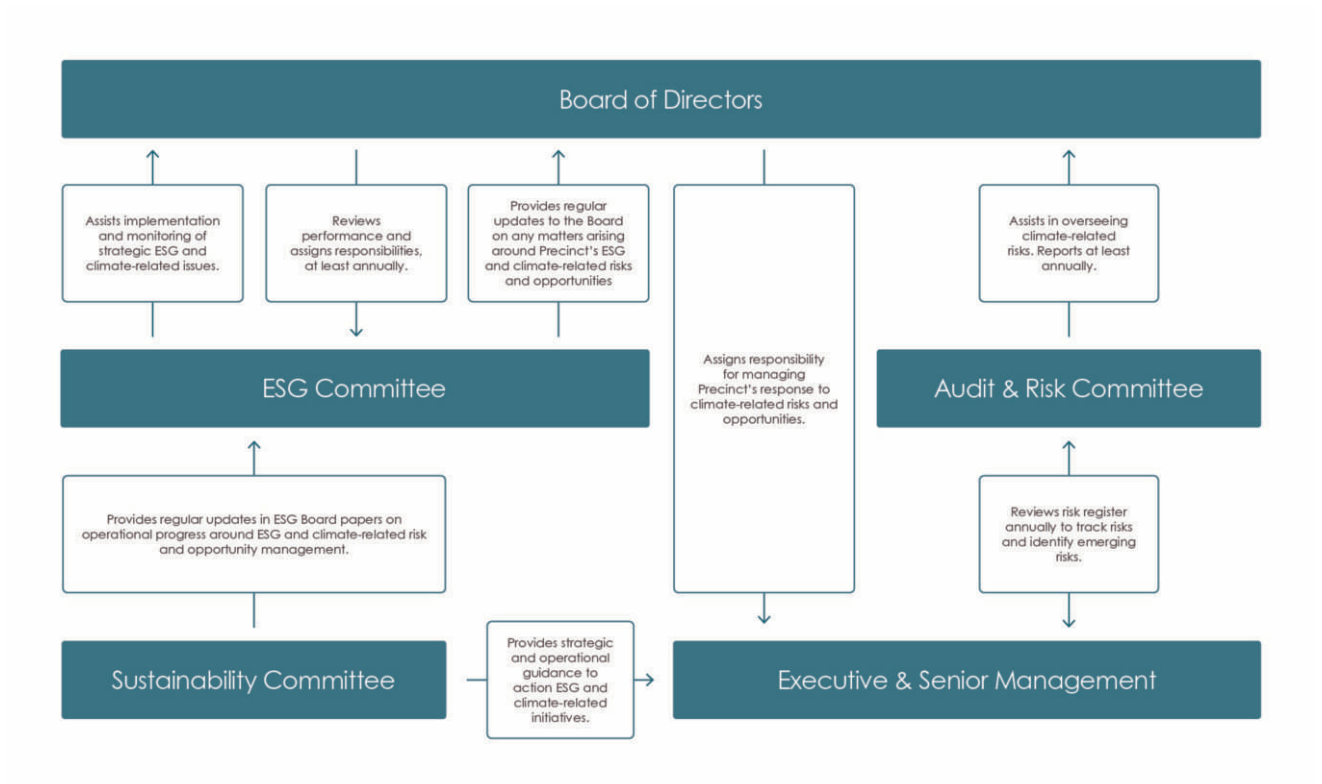 Board of Directors
Assists implementation
and monitoring of
strategic ESG and
climate-related issues.
Reviews
performance and
assigns responsibilities,
at least annually.
Provides regular
updates to the Board
on any matters arising
around Precinct's ESG
and climate-related risks
and opportunities
Assigns responsibility
for managing
Precinct's response to
climate-related risks and
opportunities.
Assists in overseeing
climate-related
risks. Reports at least
annually.
ESG Committee
Audit & Risk Committee
Provides regular updates in ESG Board papers on
operational progress around ESG and climate-related risk
and opportunity management.
Reviews risk register
annually to track risks
and identify emerging
risks.
Sustainability Committee
Provides strategic
and operational
guidance to
action ESG and
climate-related
initiatives.
Executive & Senior Management